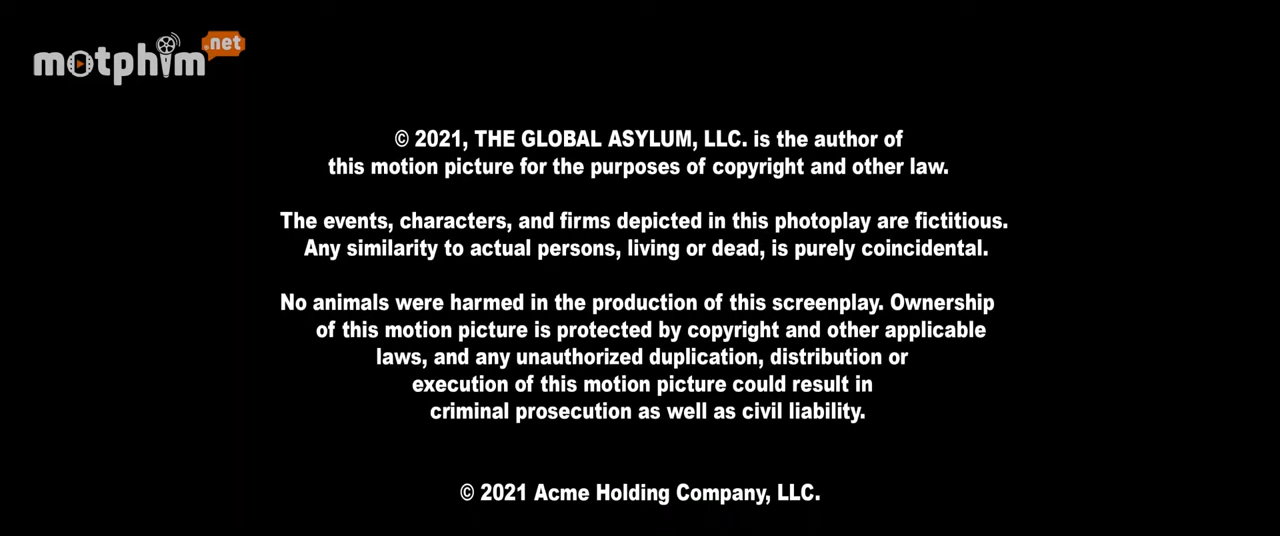 motphim.net
© 2021, THE GLOBAL ASYLUM, LLC. is the author of
this motion picture for the purposes of copyright and other law.
The events, characters, and firms depicted in this photoplay are fictitious.
Any similarity to actual persons, living or dead, is purely coincidental.
No animals were harmed in the production of this screenplay. Ownership
of this motion picture is protected by copyright and other applicable
laws, and any unauthorized duplication, distribution or
execution of this motion picture could result in
criminal prosecution as well as civil liability.
© 2021 Acme Holding Company, LLC.